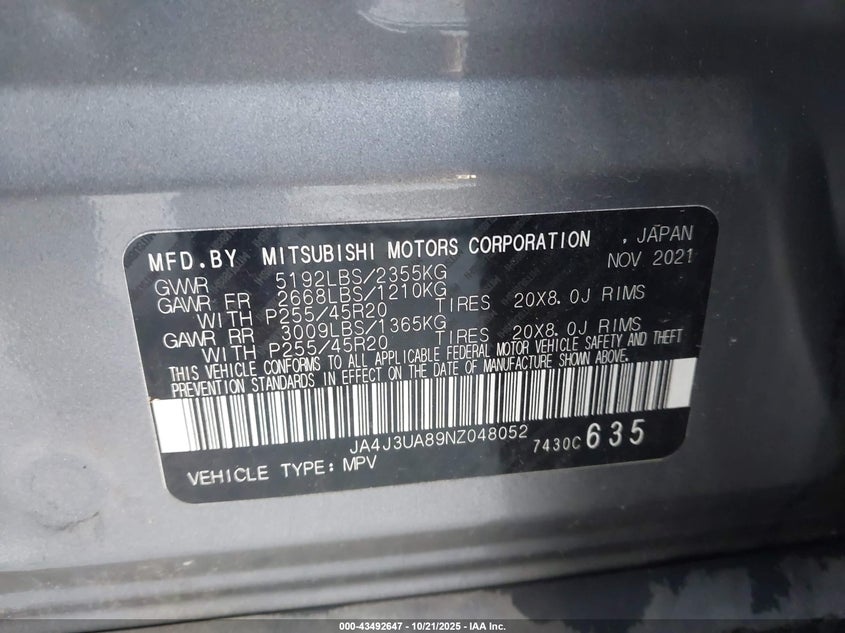 MFD.BY MITSUBISHI MOTORS CORPORATION , JAPAN
GVWR 5192LBS/2355KG NOV 2021
GAWR FR 2668LBS/1210KG
WITH P255/45R20 TIRES 20X8.0J RIMS
GAWR RR 3009LBS/1365KG
WITH P255/45R20 TIRES 20X8.0J RIMS
THIS VEHICLE CONFORMS TO ALL APPLICABLE FEDERAL MOTOR VEHICLE SAFETY AND THEFT
PREVENTION STANDARDS IN EFFECT ON THE DATE OF MANUFACTURE SHOWN ABOVE.
JA4J3UA89NZ048052 7430C 635
VEHICLE TYPE: MPV
000-43492647 - 10/21/2025 - IAA Inc.